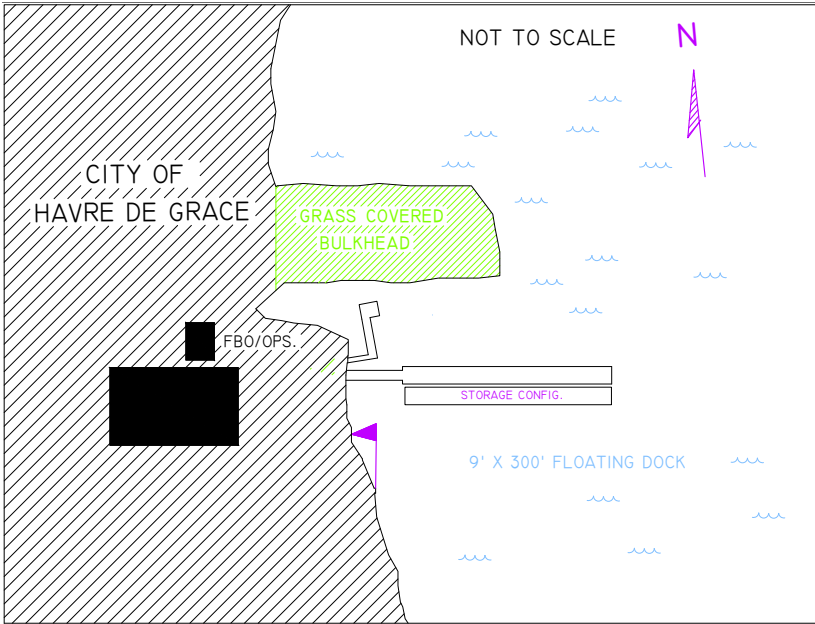 NOT TO SCALE
N
CITY OF
HAVRE DE GRACE
GRASS COVERED
BULKHEAD
FBO/OPS.
STORAGE CONFIG.
9' X 300' FLOATING DOCK